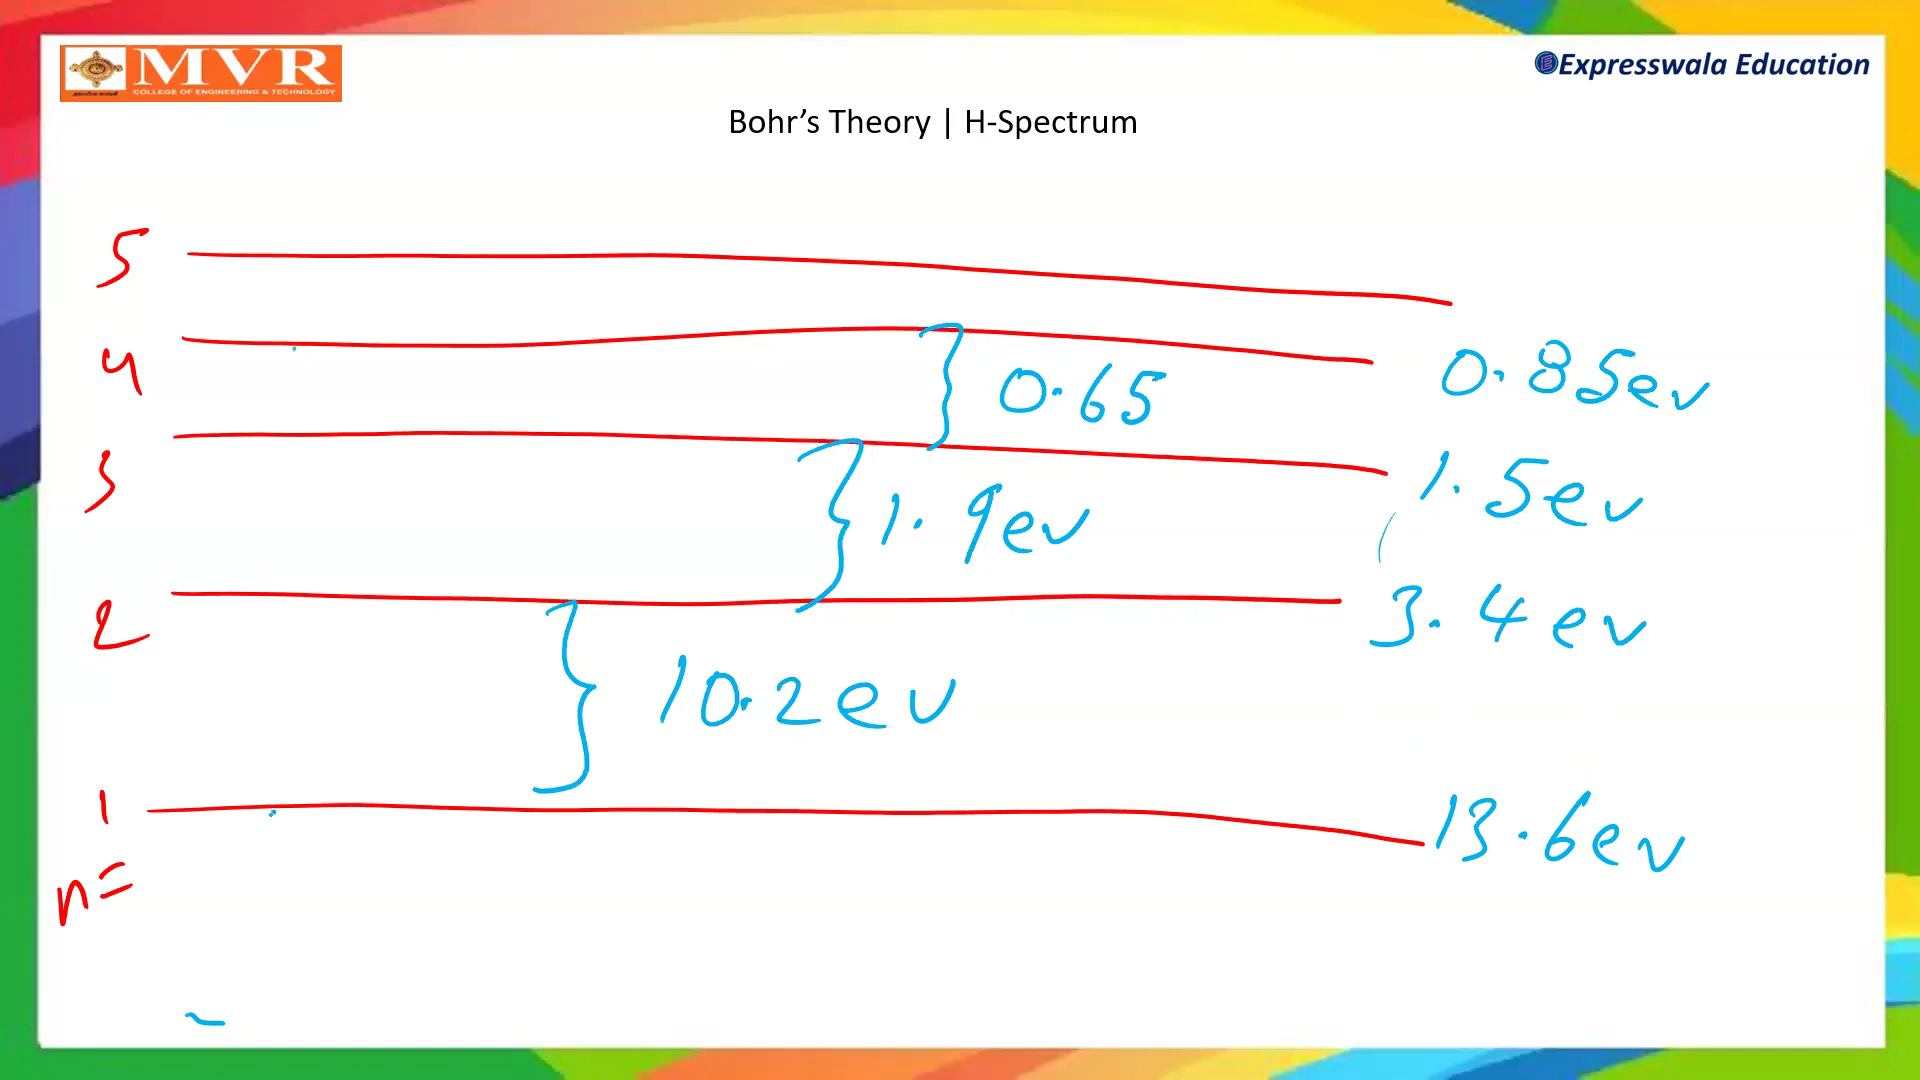 MVR
COLLEGE OF ENGINEERING & TECHNOLOGY
Expresswala Education
Bohr's Theory | H-Spectrum
5
4
0.65
0.85ev
3
1.9ev
1.5ev
2
3.4ev
10.2ev
1
13.6ev
n=